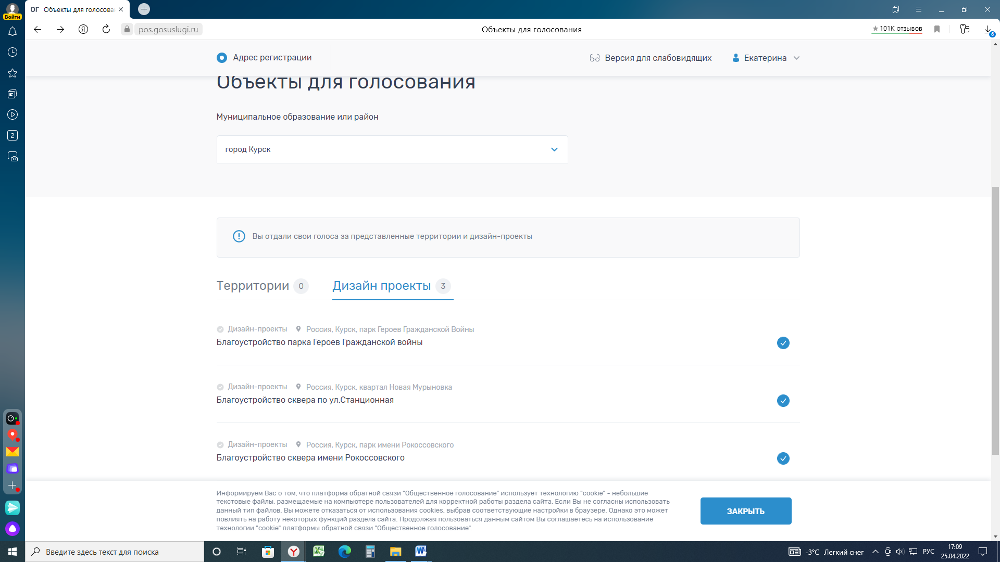 Войти
ОГ Объекты для голосова
pos.gosuslugi.ru
Объекты для голосования
101K отзывов
6
2
Адрес регистрации
Версия для слабовидящих
Екатерина
Объекты для голосования
Муниципальное образование или район
город Курск
Вы отдали свои голоса за представленные территории и дизайн-проекты
Территории 0
Дизайн проекты 3
Дизайн-проекты Россия, Курск, парк Героев Гражданской Войны
Благоустройство парка Героев Гражданской войны
Дизайн-проекты Россия, Курск, квартал Новая Мурыновка
Благоустройство сквера по ул.Станционная
Дизайн-проекты Россия, Курск, парк имени Рокоссовского
Благоустройство сквера имени Рокоссовского
Информируем Вас о том, что платформа обратной связи "Общественное голосование" использует технологию "cookie" - небольшие
текстовые файлы, размещаемые на компьютере пользователей для корректной работы раздела сайта. Если Вы не согласны использовать
данный тип файлов, Вы можете отказаться от использования cookies, выбрав соответствующие настройки в браузере. Однако это может
повлиять на работу некоторых функций раздела сайта. Продолжая пользоваться данным сайтом Вы соглашаетесь на использование
технологии "cookie" платформы обратной связи "Общественное голосование".
ЗАКРЫТЬ
Введите здесь текст для поиска
-3°C Легкий снег
РУС
17:09
25.04.2022